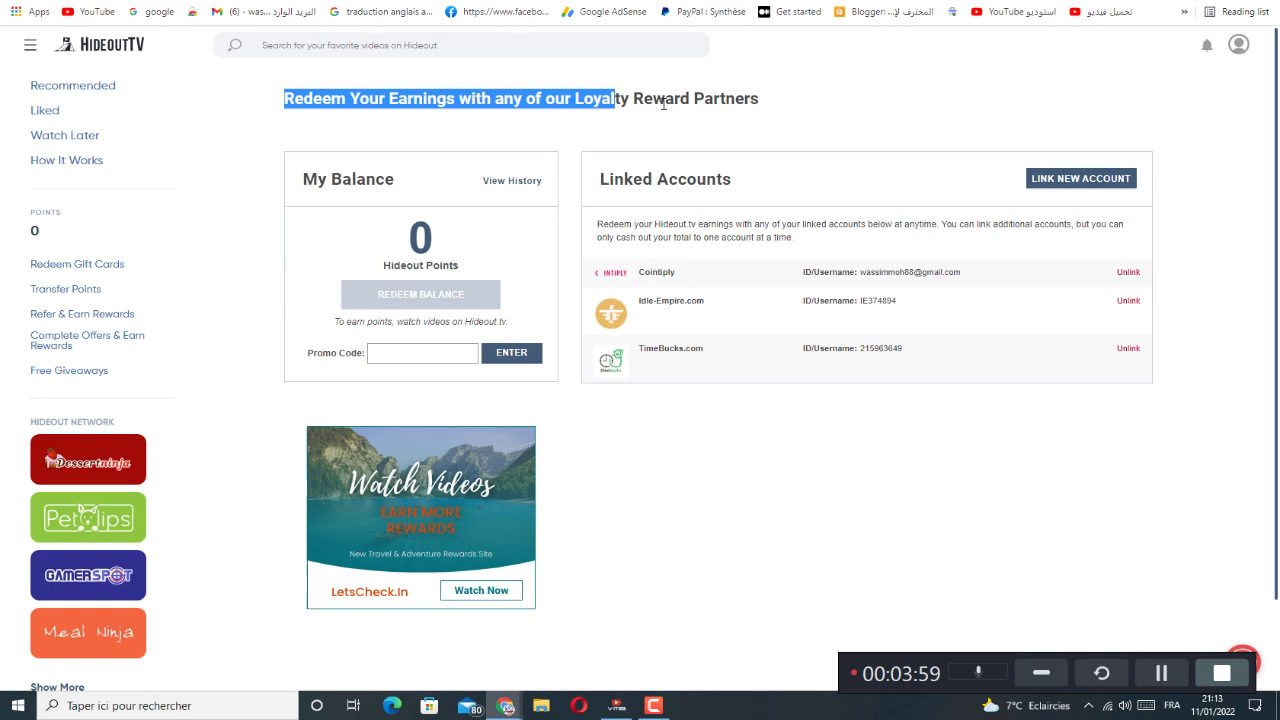 Apps YouTube google (6) - was... البريد الوارد traduction anglais a... https://www.facebo... Google AdSense PayPal : Synthèse Get started Blogger: المحترف لإ... YouTube استوديو YouTube تحميل فيديو » Reading list
HIDEOUTTV
Search for your favorite videos on Hideout
Recommended
Liked
Watch Later
How It Works
POINTS
0
Redeem Gift Cards
Transfer Points
Refer & Earn Rewards
Complete Offers & Earn
Rewards
Free Giveaways
HIDEOUT NETWORK
Dessertninja
GAMERSPOT
Meal Ninja
Show More
Redeem Your Earnings with any of our Loyalty Reward Partners
My Balance View History
0
Hideout Points
REDEEM BALANCE
To earn points, watch videos on Hideout.tv.
Promo Code: ENTER
Linked Accounts LINK NEW ACCOUNT
Redeem your Hideout.tv earnings with any of your linked accounts below at anytime. You can link additional accounts, but you can
only cash out your total to one account at a time.
Cointiply ID/Username: wassimmoh88@gmail.com Unlink
Idle-Empire.com ID/Username: IE374894 Unlink
TimeBucks.com ID/Username: 215963649 Unlink
Watch Videos
EARN MORE
REWARDS
New Travel & Adventure Rewards Site
LetsCheck.In Watch Now
00:03:59
Taper ici pour rechercher
80
7°C Eclaircies
FRA
21:13
11/01/2022